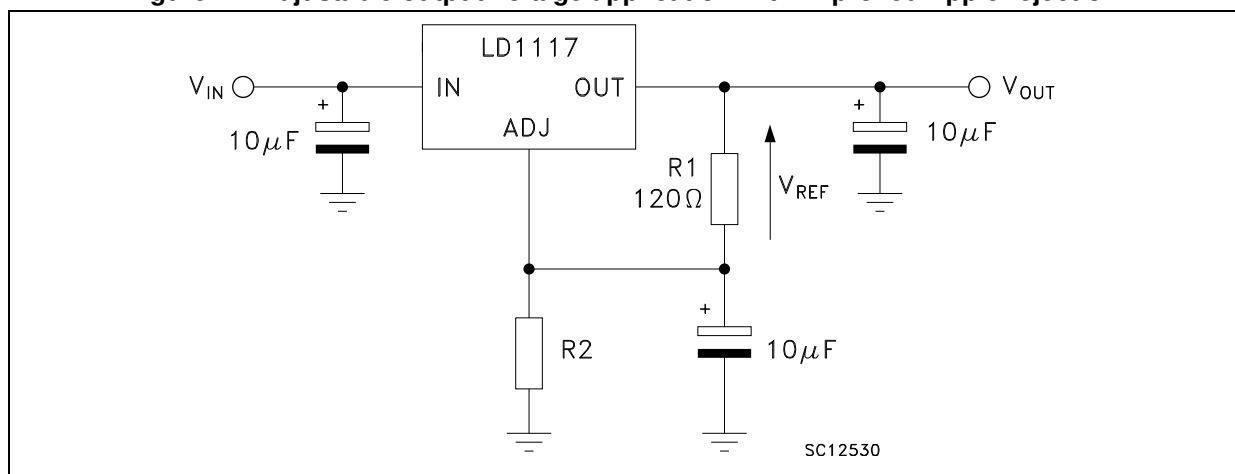 LD1117
V_IN
IN
OUT
V_OUT
ADJ
+
10μF
R1
120Ω
V_REF
+
10μF
+
R2
10μF
SC12530